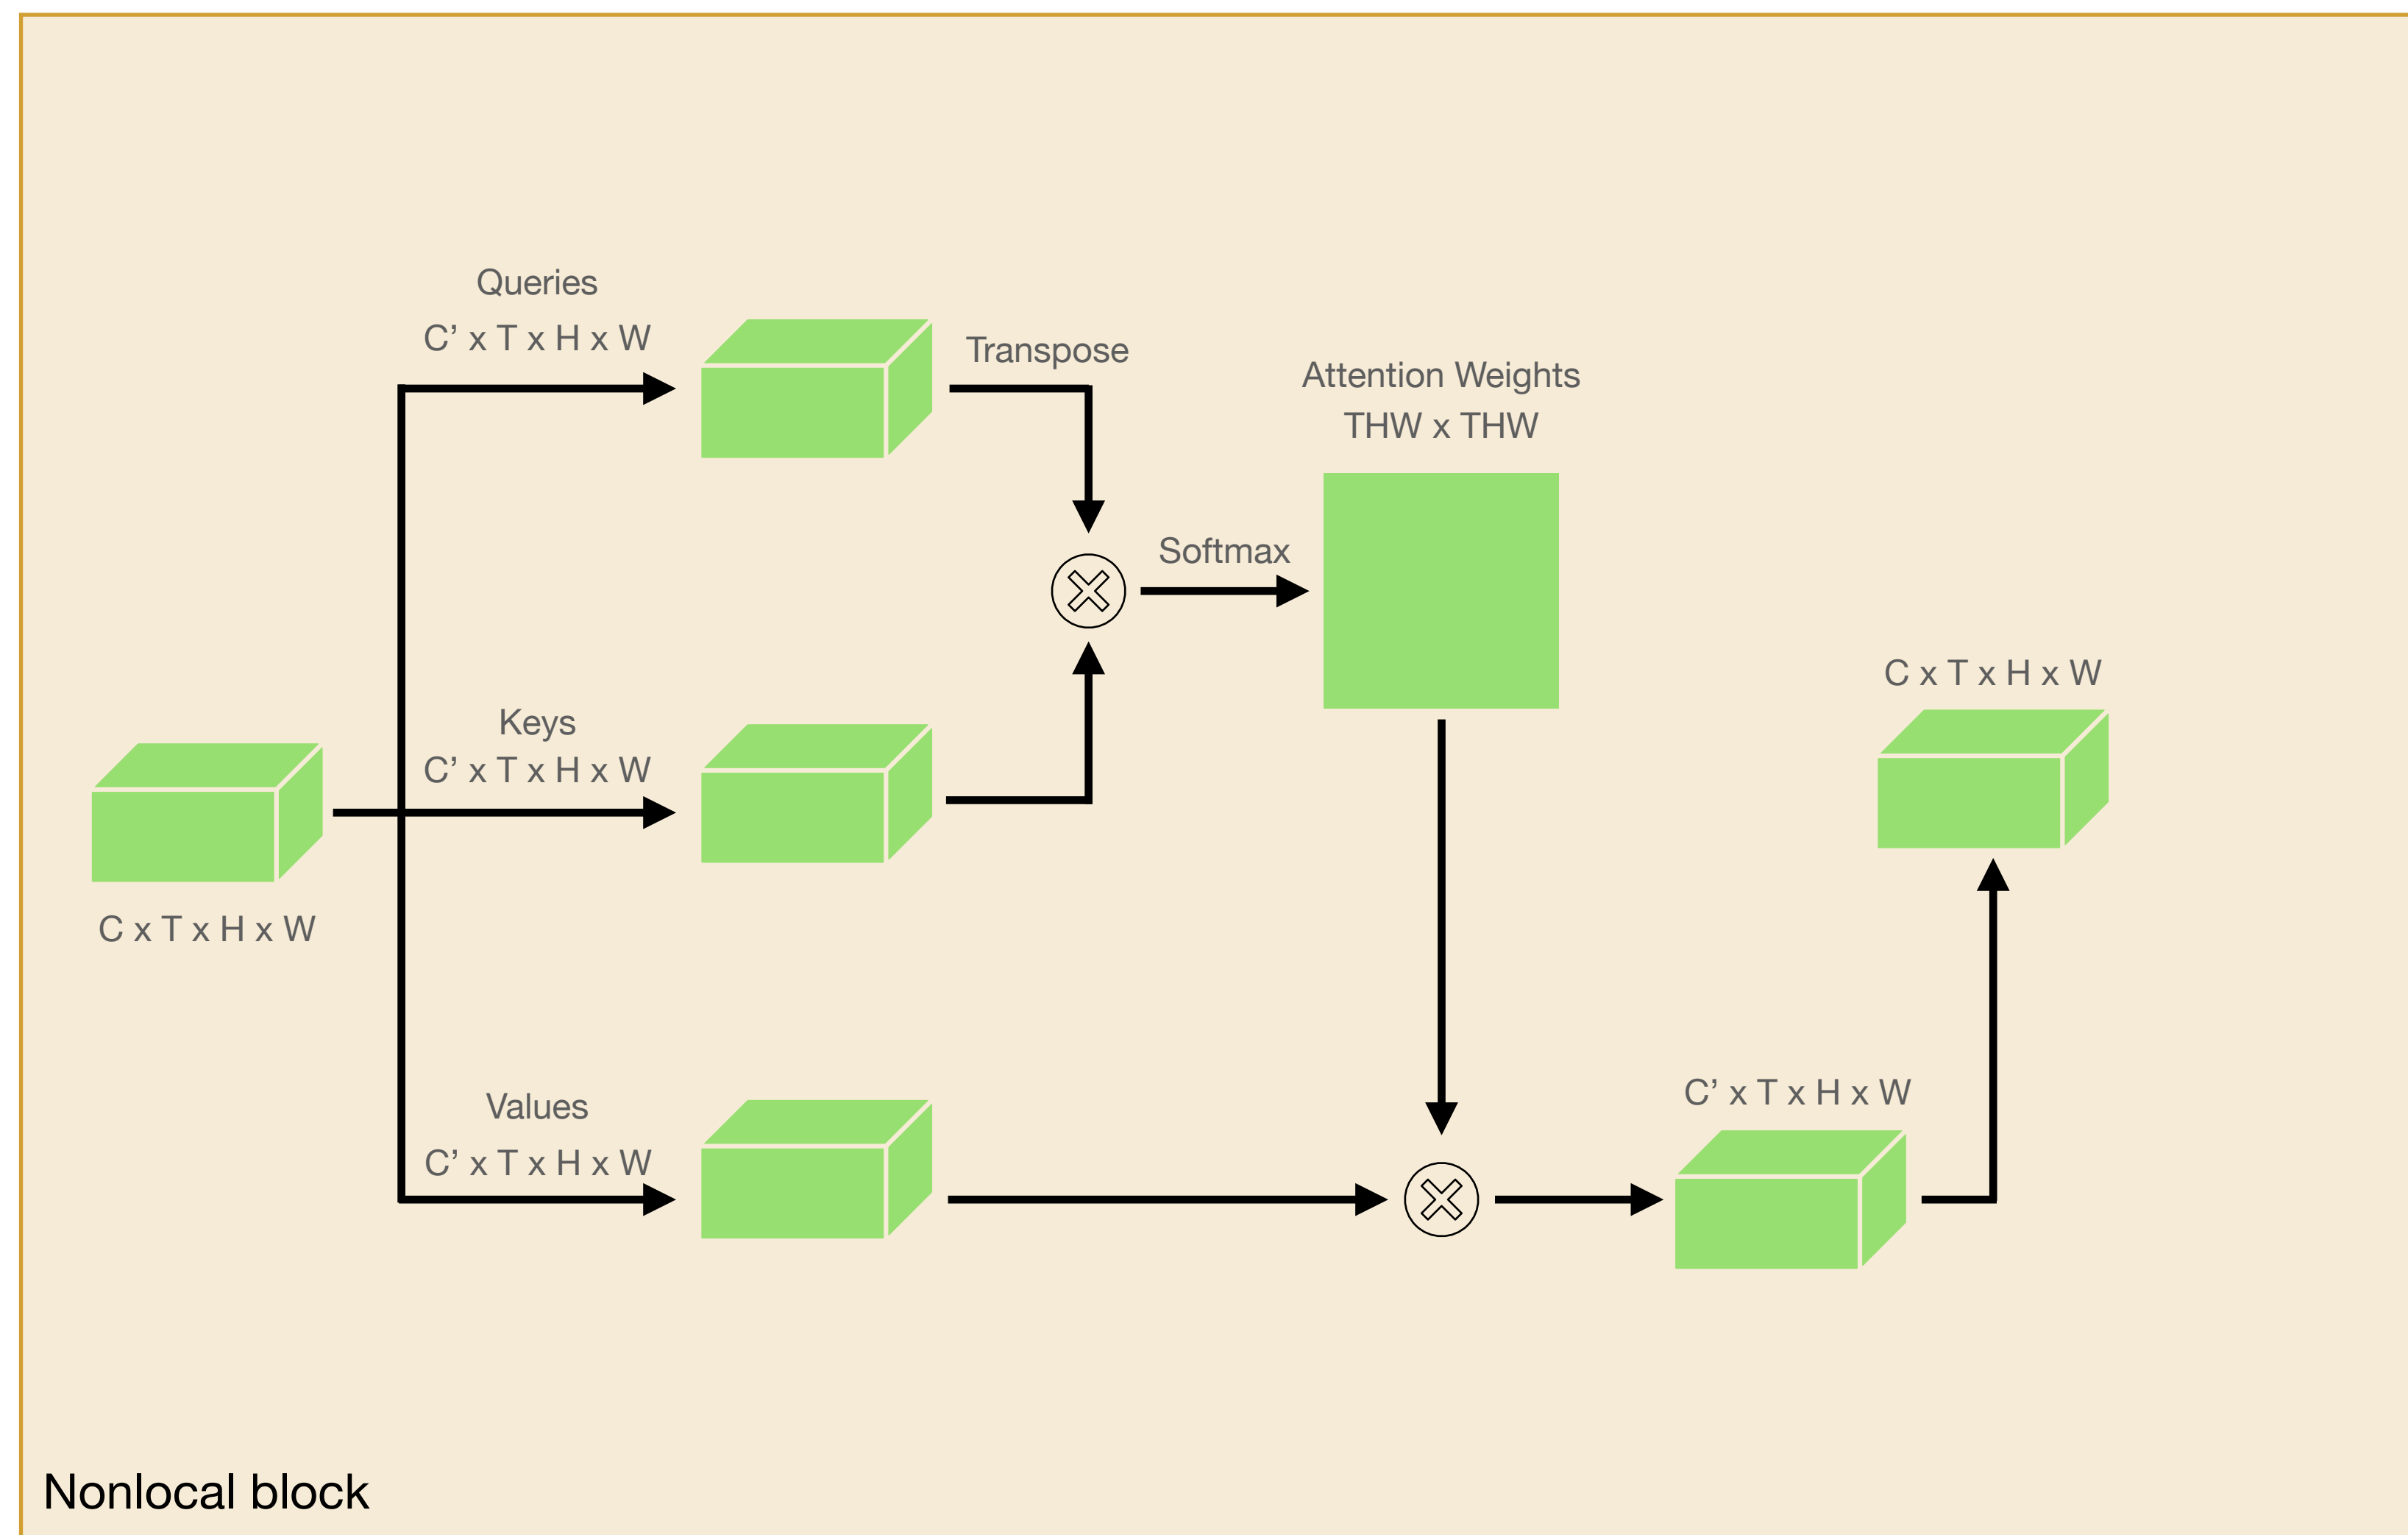 Queries
C’ x T x H x W
Transpose
Attention Weights
THW x THW
Softmax
Keys
C’ x T x H x W
C x T x H x W
C x T x H x W
Values
C’ x T x H x W
C’ x T x H x W
Nonlocal block